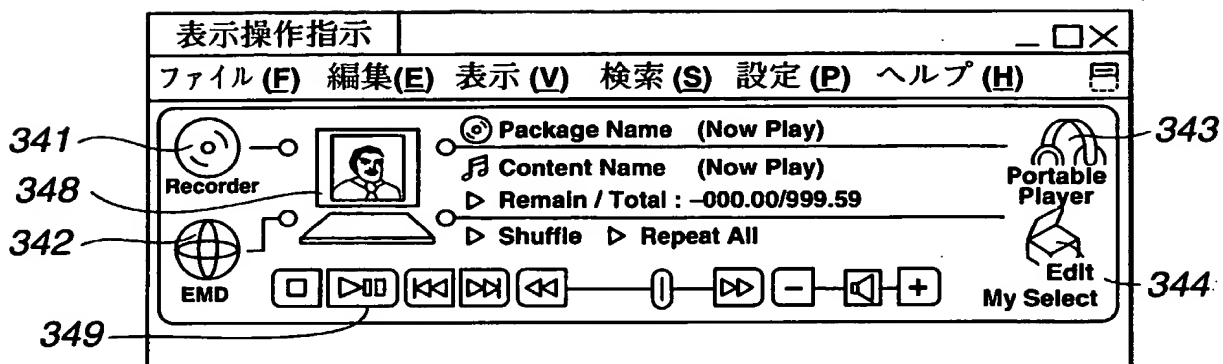 表示操作指示
ファイル (F) 編集(E) 表示 (V) 検索 (S) 設定 (P) ヘルプ (H)
341
Recorder
348
342
EMD
349
Package Name (Now Play)
Content Name (Now Play)
Remain / Total : –000.00/999.59
Shuffle Repeat All
343
Portable
Player
Edit
My Select
344